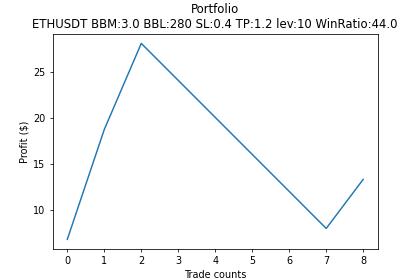 Portfolio
ETHUSDT BBM:3.0 BBL:280 SL:0.4 TP:1.2 lev:10 WinRatio:44.0
25
20
15
10
Profit ($)
0 1 2 3 4 5 6 7 8
Trade counts